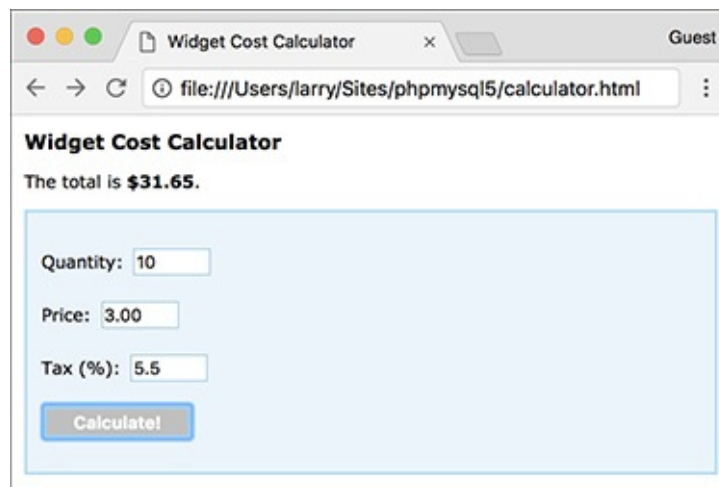 Widget Cost Calculator
Guest
file:///Users/larry/Sites/phpmysql5/calculator.html
Widget Cost Calculator
The total is $31.65.
Quantity: 10
Price: 3.00
Tax (%): 5.5
Calculate!